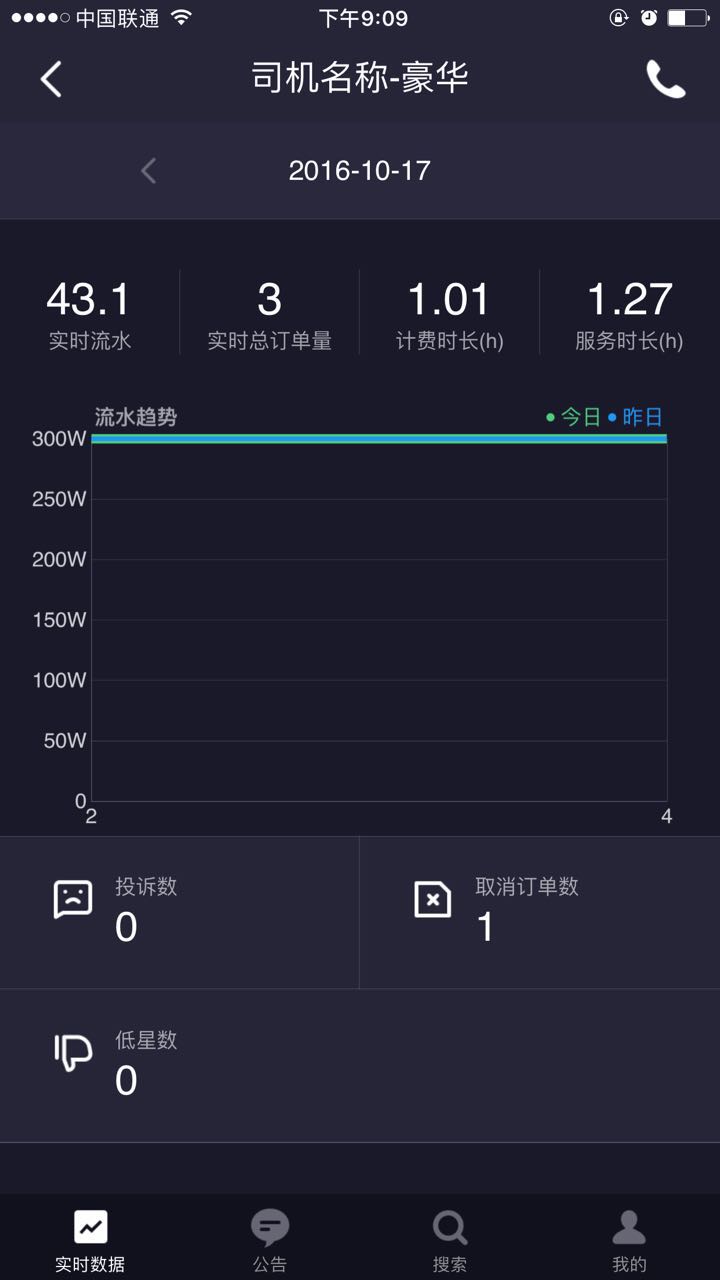 中国联通 下午9:09
司机名称-豪华
2016-10-17
43.1 3 1.01 1.27
实时流水 实时总订单量 计费时长(h) 服务时长(h)
流水趋势 今日 昨日
300W
250W
200W
150W
100W
50W
0
2 4
投诉数 取消订单数
0 1
低星数
0
实时数据 公告 搜索 我的